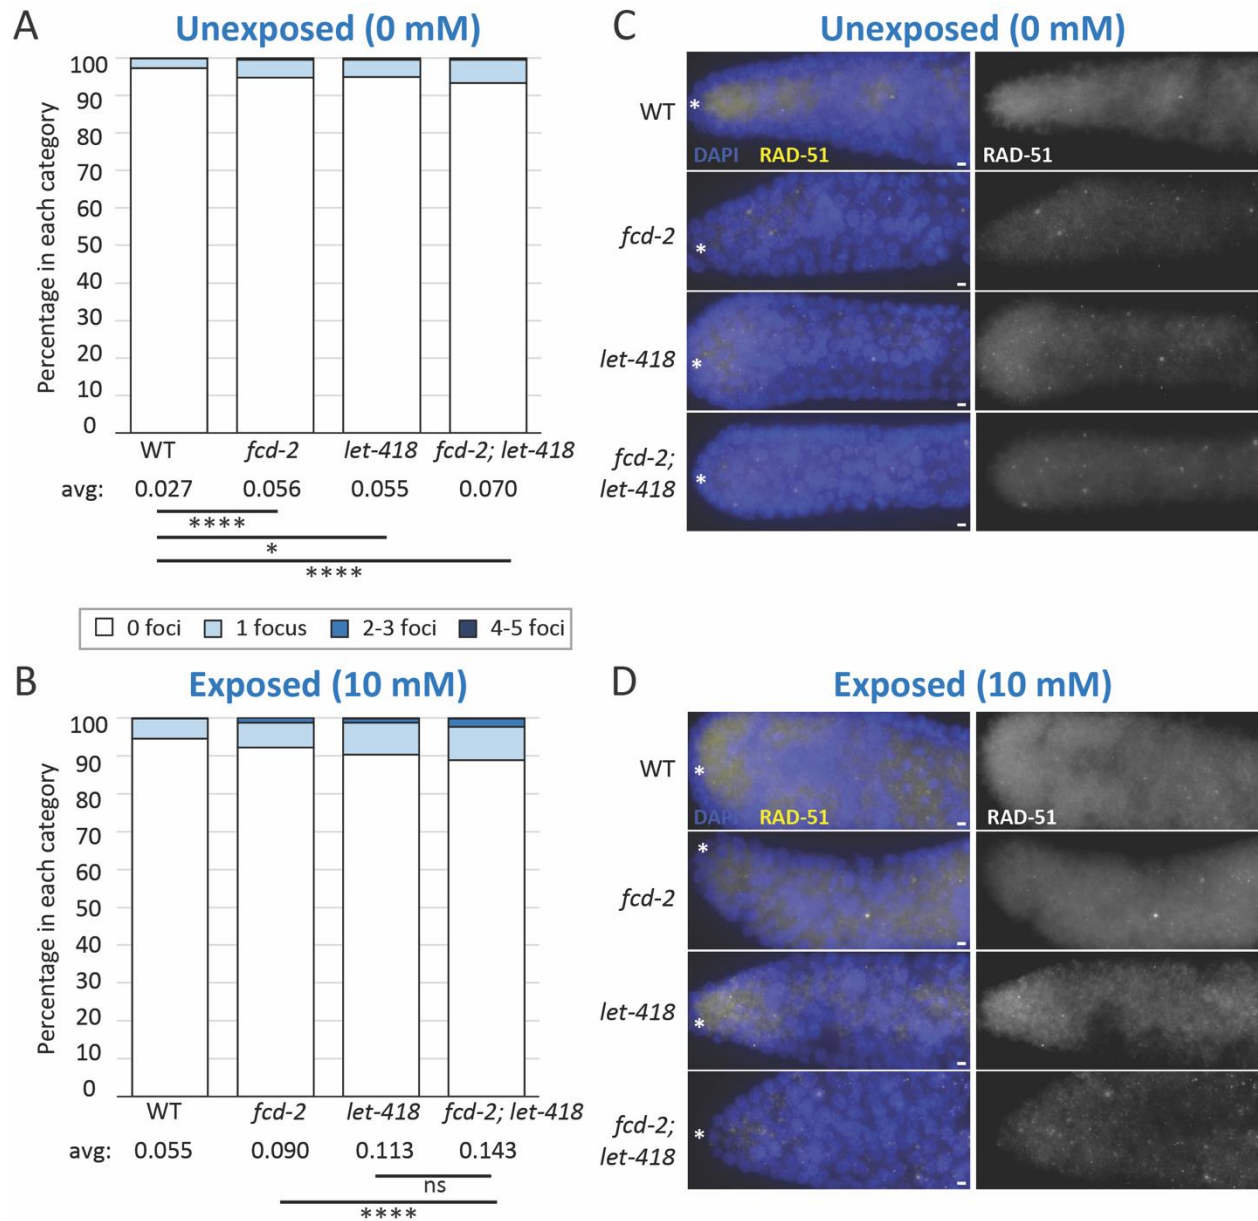 A
Unexposed (0 mM)
Percentage in each category
100
90
80
70
60
50
40
30
20
10
0
WT fcd-2 let-418 fcd-2; let-418
avg: 0.027 0.056 0.055 0.070
****
*
****
0 foci 1 focus 2-3 foci 4-5 foci
B
Exposed (10 mM)
Percentage in each category
100
90
80
70
60
50
40
30
20
10
0
WT fcd-2 let-418 fcd-2; let-418
avg: 0.055 0.090 0.113 0.143
ns
****
C
Unexposed (0 mM)
WT
*
DAPI RAD-51
RAD-51
fcd-2
*
let-418
*
fcd-2;
let-418
*
D
Exposed (10 mM)
WT
*
DAPI RAD-51
RAD-51
fcd-2
*
let-418
*
fcd-2;
let-418
*